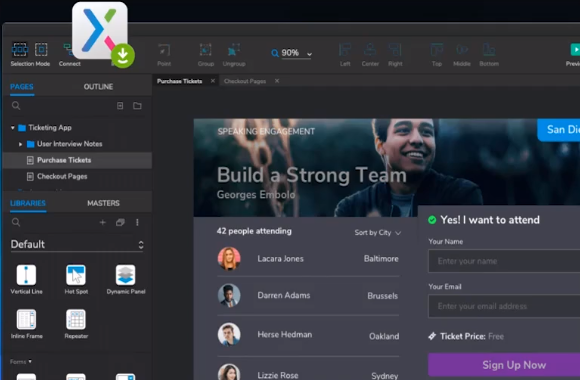 Selection Mode
Connect
Point
Group
Ungroup
90%
Left
Center
Right
Top
Middle
Bottom
PAGES
OUTLINE
Purchase Tickets
Checkout Pages
Ticketing App
User Interview Notes
Purchase Tickets
Checkout Pages
LIBRARIES
MASTERS
Default
Vertical Line
Hot Spot
Dynamic Panel
Inline Frame
Repeater
Forms
SPEAKING ENGAGEMENT
San Die
Build a Strong Team
Georges Embolo
42 people attending
Sort by City
Lacara Jones
Baltimore
Darren Adams
Brussels
Herse Hedman
Oakland
Lizzie Rose
Sydney
Yes! I want to attend
Your Name
Enter your name
Your Email
Enter your email address
Ticket Price: Free
Sign Up Now